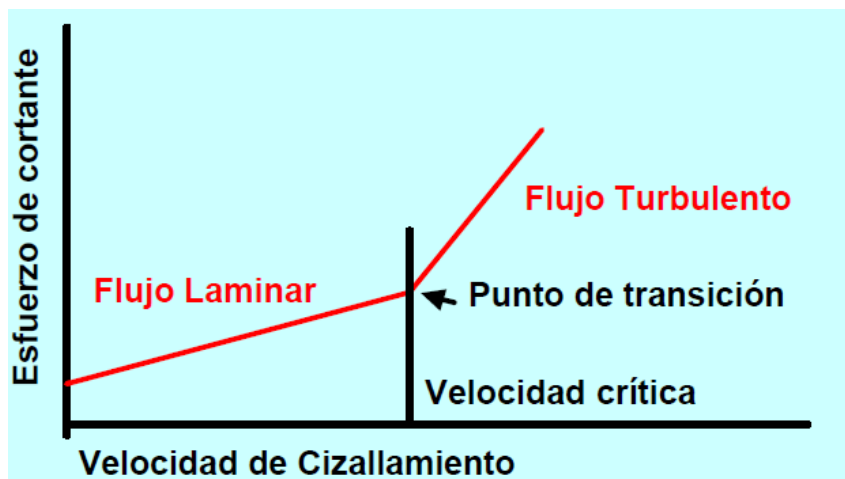 Esfuerzo de cortante
Flujo Turbulento
Flujo Laminar
Punto de transición
Velocidad crítica
Velocidad de Cizallamiento